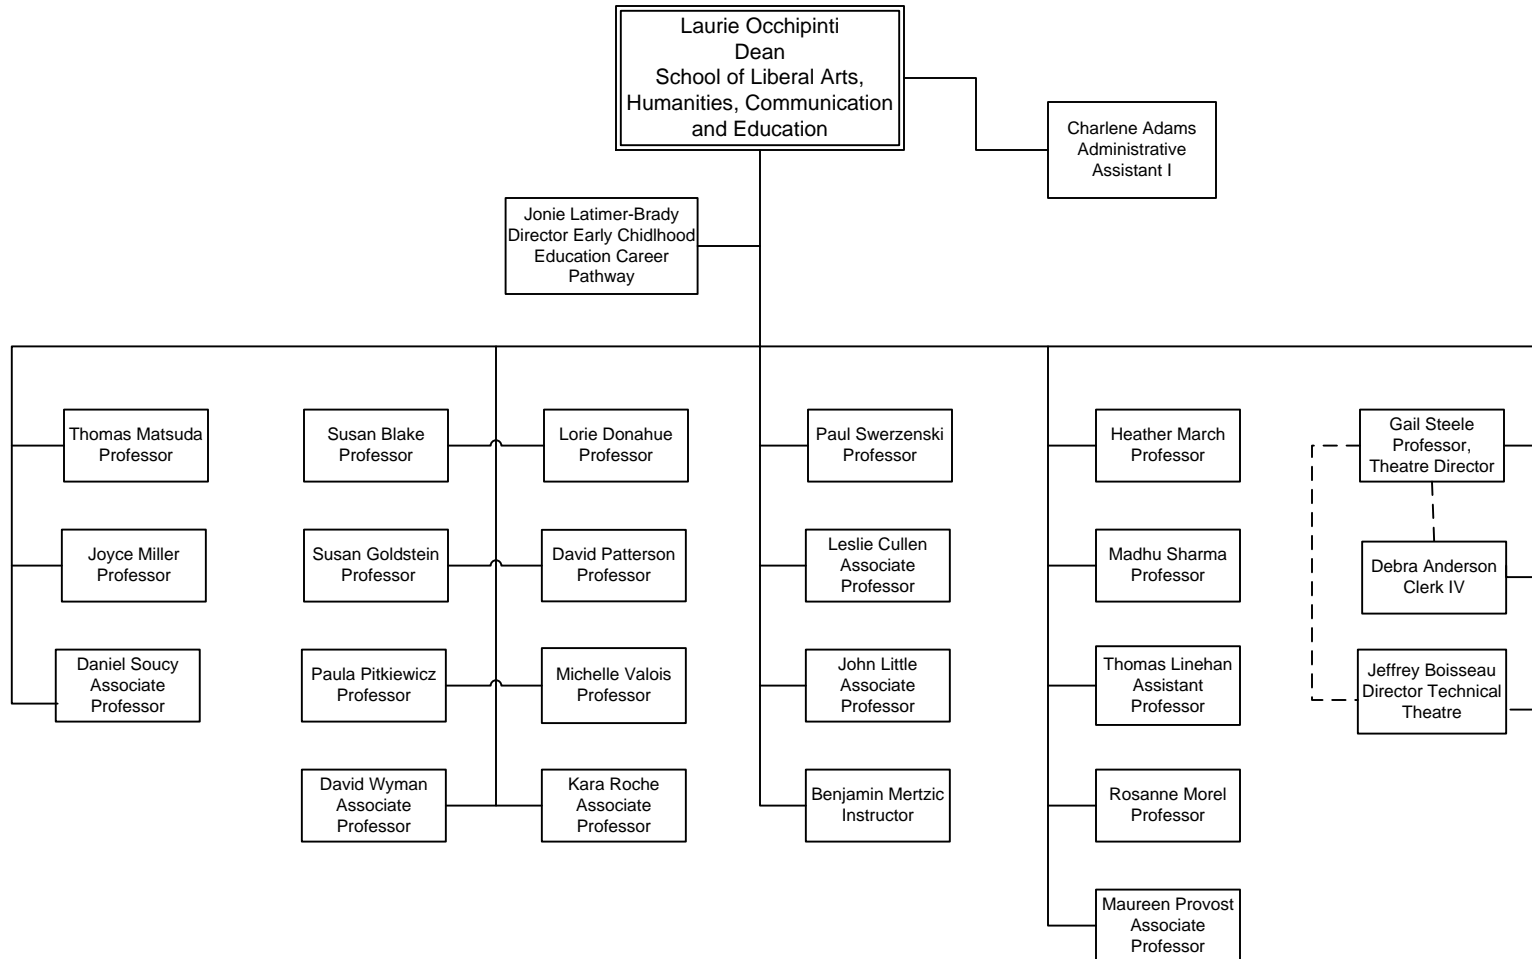 Laurie Occhipinti
Dean
School of Liberal Arts,
Humanities, Communication
and Education
Charlene Adams
Administrative
Assistant I
Jonie Latimer-Brady
Director Early Chidlhood
Education Career
Pathway
Thomas Matsuda
Professor
Susan Blake
Professor
Lorie Donahue
Professor
Paul Swerzenski
Professor
Heather March
Professor
Gail Steele
Professor,
Theatre Director
Joyce Miller
Professor
Susan Goldstein
Professor
David Patterson
Professor
Leslie Cullen
Associate
Professor
Madhu Sharma
Professor
Debra Anderson
Clerk IV
Daniel Soucy
Associate
Professor
Paula Pitkiewicz
Professor
Michelle Valois
Professor
John Little
Associate
Professor
Thomas Linehan
Assistant
Professor
Jeffrey Boisseau
Director Technical
Theatre
David Wyman
Associate
Professor
Kara Roche
Associate
Professor
Benjamin Mertzic
Instructor
Rosanne Morel
Professor
Maureen Provost
Associate
Professor